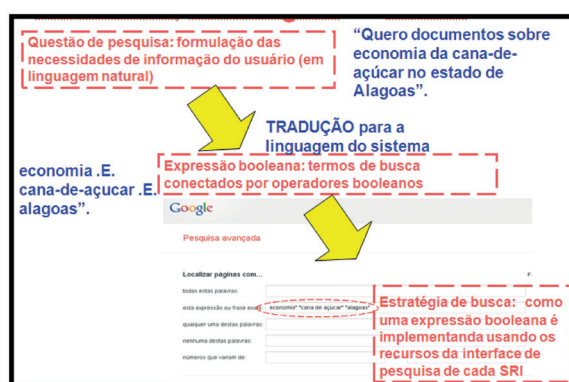 Questão de pesquisa: formulação das
necessidades de informação do usuário (em
linguagem natural)
“Quero documentos sobre
economia da cana-de-
açúcar no estado de
Alagoas”.
TRADUÇÃO para a
linguagem do sistema
economia .E.
cana-de-açucar .E.
alagoas”.
Expressão booleana: termos de busca
conectados por operadores booleanos
Google
Pesquisa avançada
Localizar páginas com...
todas estas palavras:
esta expressão ou frase exata:
economia" "cana de açucar" "alagoas"
qualquer uma destas palavras:
nenhuma destas palavras:
números que variam de:
Estratégia de busca: como
uma expressão booleana é
implementanda usando os
recursos da interface de
pesquisa de cada SRI